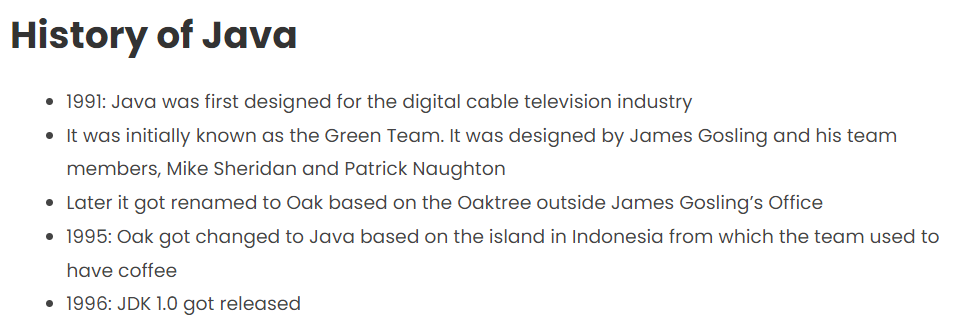 History of Java
• 1991: Java was first designed for the digital cable television industry
• It was initially known as the Green Team. It was designed by James Gosling and his team
members, Mike Sheridan and Patrick Naughton
• Later it got renamed to Oak based on the Oaktree outside James Gosling’s Office
• 1995: Oak got changed to Java based on the island in Indonesia from which the team used to
have coffee
• 1996: JDK 1.0 got released